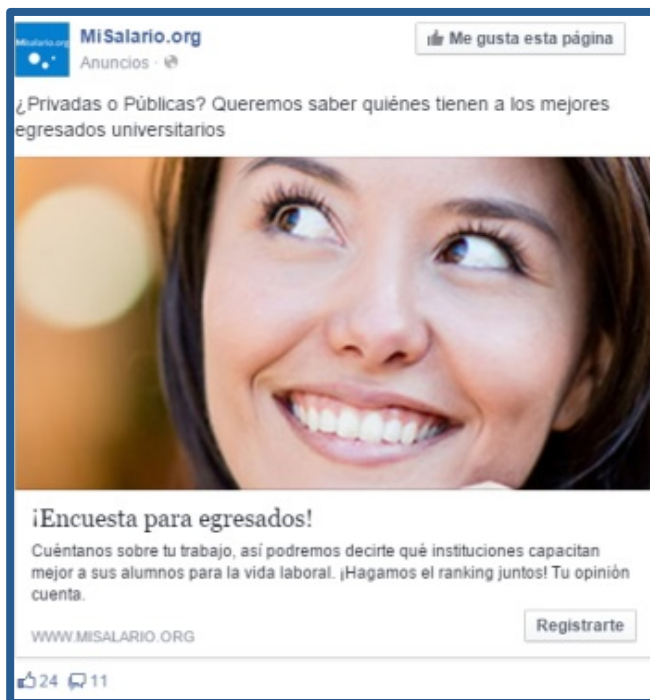 MiSalario.org
MiSalario.org
Me gusta esta página
Anuncios ·
¿Privadas o Públicas? Queremos saber quiénes tienen a los mejores
egresados universitarios
¡Encuesta para egresados!
Cuéntanos sobre tu trabajo, así podremos decirte qué instituciones capacitan
mejor a sus alumnos para la vida laboral. ¡Hagamos el ranking juntos! Tu opinión
cuenta.
Registrarte
WWW.MISALARIO.ORG
24 11